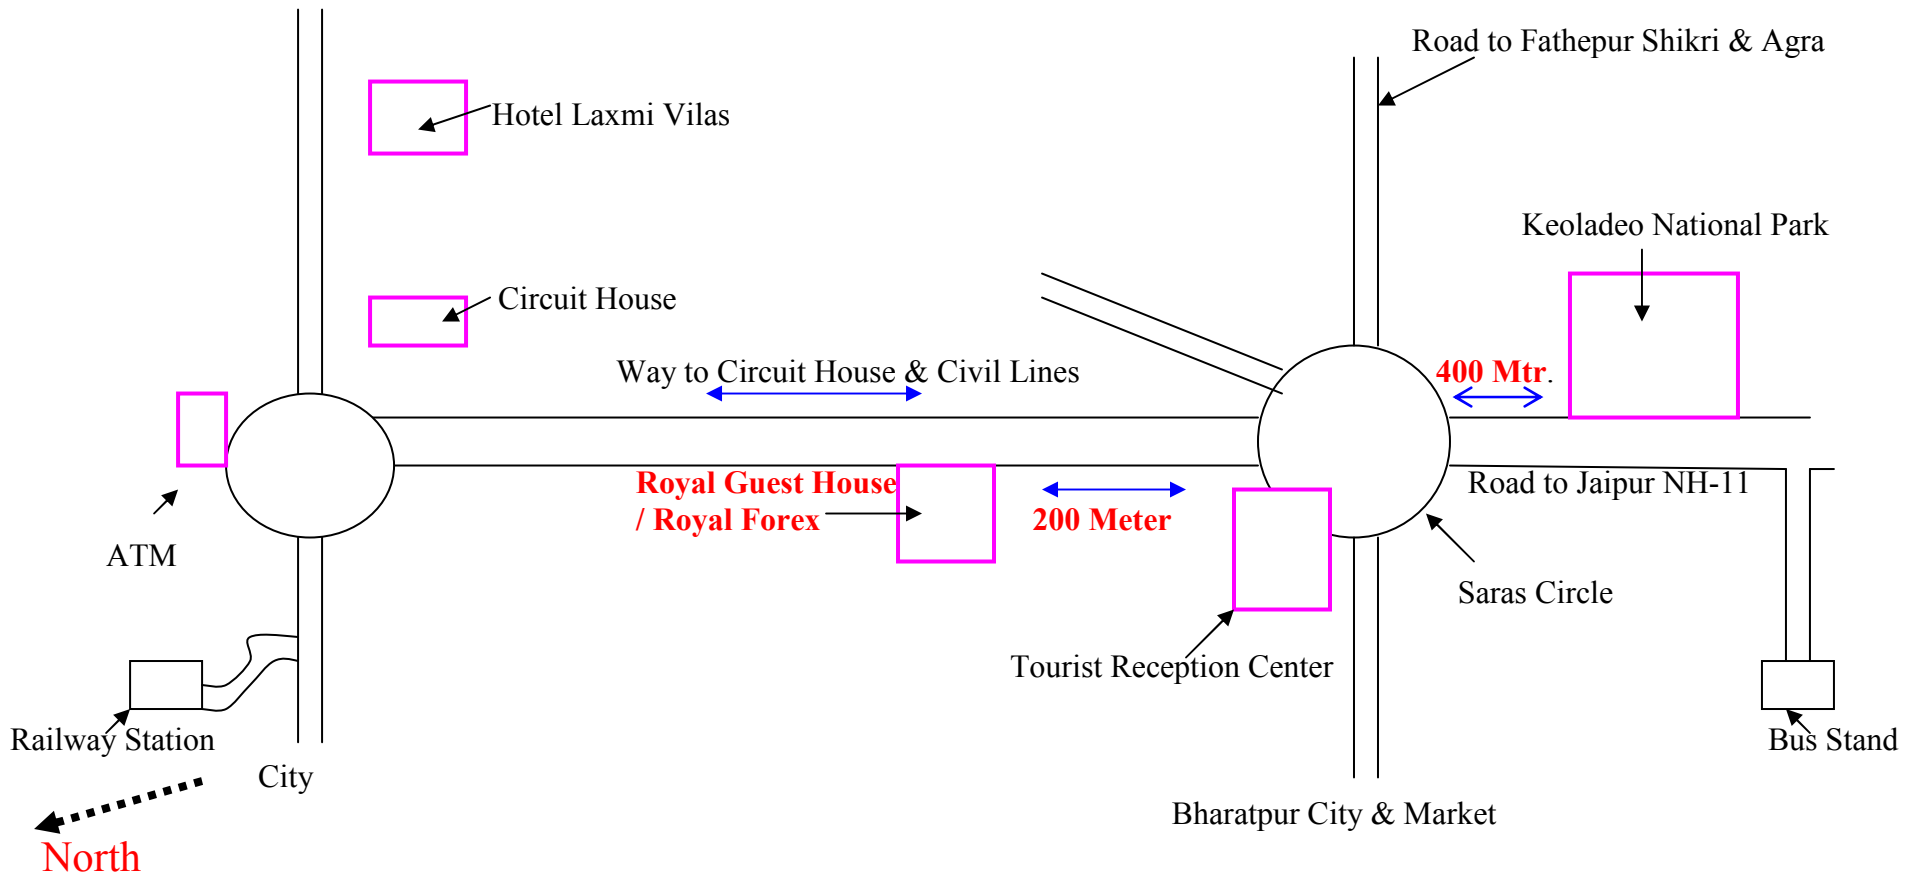 Road to Fathepur Shikri & Agra
Hotel Laxmi Vilas
Keoladeo National Park
Circuit House
Way to Circuit House & Civil Lines
400 Mtr.
Royal Guest House
/ Royal Forex
200 Meter
Road to Jaipur NH-11
ATM
Saras Circle
Tourist Reception Center
Railway Station
Bus Stand
City
Bharatpur City & Market
North